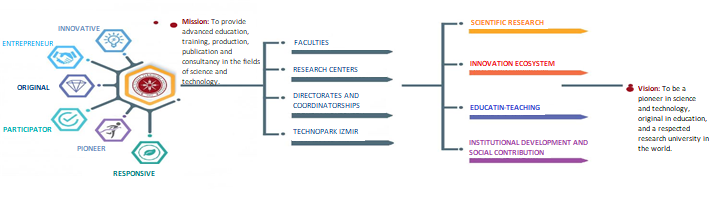 INNOVATIVE
ENTREPRENEUR
ORIGINAL
PARTICIPATOR
PIONEER
RESPONSIVE
Mission: To provide
advanced education,
training, production,
publication and
consultancy in the fields
of science and
technology.
FACULTIES
RESEARCH CENTERS
DIRECTORATES AND
COORDINATORSHIPS
TECHNOPARK IZMIR
SCIENTIFIC RESEARCH
INNOVATION ECOSYSTEM
EDUCATIN-TEACHING
INSTITUTIONAL DEVELOPMENT AND
SOCIAL CONTRIBUTION
Vision: To be a
pioneer in science
and technology,
original in education,
and a respected
research university in
the world.